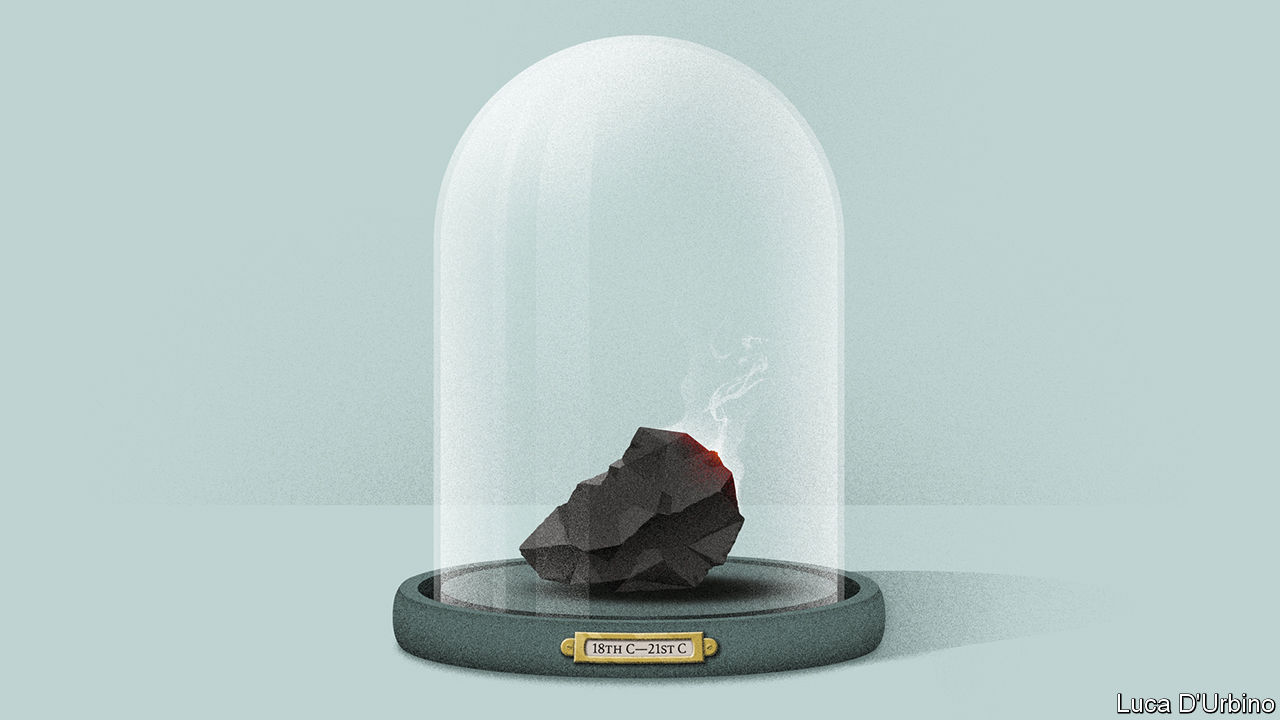 18TH C—21ST C
Luca D'Urbino